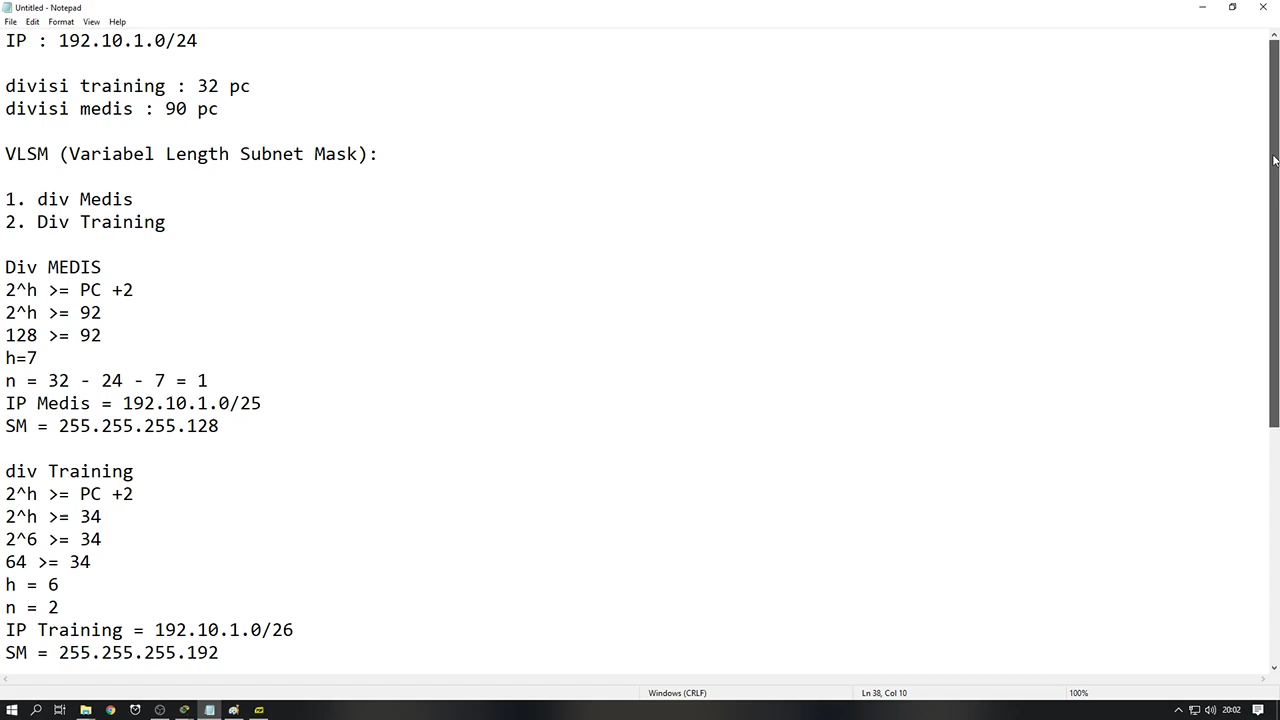 Untitled - Notepad
File Edit Format View Help
IP : 192.10.1.0/24
divisi training : 32 pc
divisi medis : 90 pc
VLSM (Variabel Length Subnet Mask):
1. div Medis
2. Div Training
Div MEDIS
2^h >= PC +2
2^h >= 92
128 >= 92
h=7
n = 32 - 24 - 7 = 1
IP Medis = 192.10.1.0/25
SM = 255.255.255.128
div Training
2^h >= PC +2
2^h >= 34
2^6 >= 34
64 >= 34
h = 6
n = 2
IP Training = 192.10.1.0/26
SM = 255.255.255.192
Windows (CRLF) Ln 38, Col 10 100%
20:02